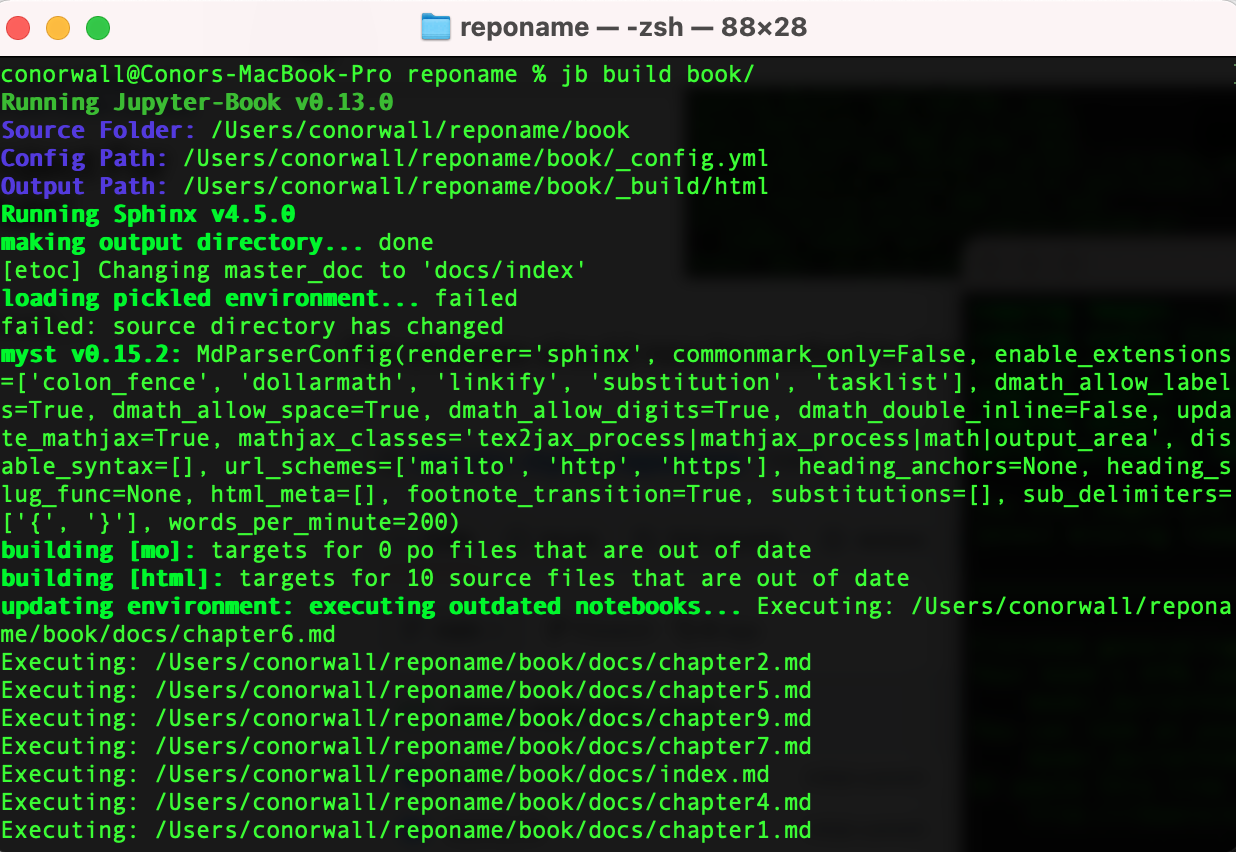 reponame — -zsh — 88×28
conorwall@Conors-MacBook-Pro reponame % jb build book/
Running Jupyter-Book v0.13.0
Source Folder: /Users/conorwall/reponame/book
Config Path: /Users/conorwall/reponame/book/_config.yml
Output Path: /Users/conorwall/reponame/book/_build/html
Running Sphinx v4.5.0
making output directory... done
[etoc] Changing master_doc to 'docs/index'
loading pickled environment... failed
failed: source directory has changed
myst v0.15.2: MdParserConfig(renderer='sphinx', commonmark_only=False, enable_extensions
=['colon_fence', 'dollarmath', 'linkify', 'substitution', 'tasklist'], dmath_allow_label
s=True, dmath_allow_space=True, dmath_allow_digits=True, dmath_double_inline=False, upda
te_mathjax=True, mathjax_classes='tex2jax_process|mathjax_process|math|output_area', dis
able_syntax=[], url_schemes=['mailto', 'http', 'https'], heading_anchors=None, heading_s
lug_func=None, html_meta=[], footnote_transition=True, substitutions=[], sub_delimiters=
['{', '}'], words_per_minute=200)
building [mo]: targets for 0 po files that are out of date
building [html]: targets for 10 source files that are out of date
updating environment: executing outdated notebooks... Executing: /Users/conorwall/repona
me/book/docs/chapter6.md
Executing: /Users/conorwall/reponame/book/docs/chapter2.md
Executing: /Users/conorwall/reponame/book/docs/chapter5.md
Executing: /Users/conorwall/reponame/book/docs/chapter9.md
Executing: /Users/conorwall/reponame/book/docs/chapter7.md
Executing: /Users/conorwall/reponame/book/docs/index.md
Executing: /Users/conorwall/reponame/book/docs/chapter4.md
Executing: /Users/conorwall/reponame/book/docs/chapter1.md